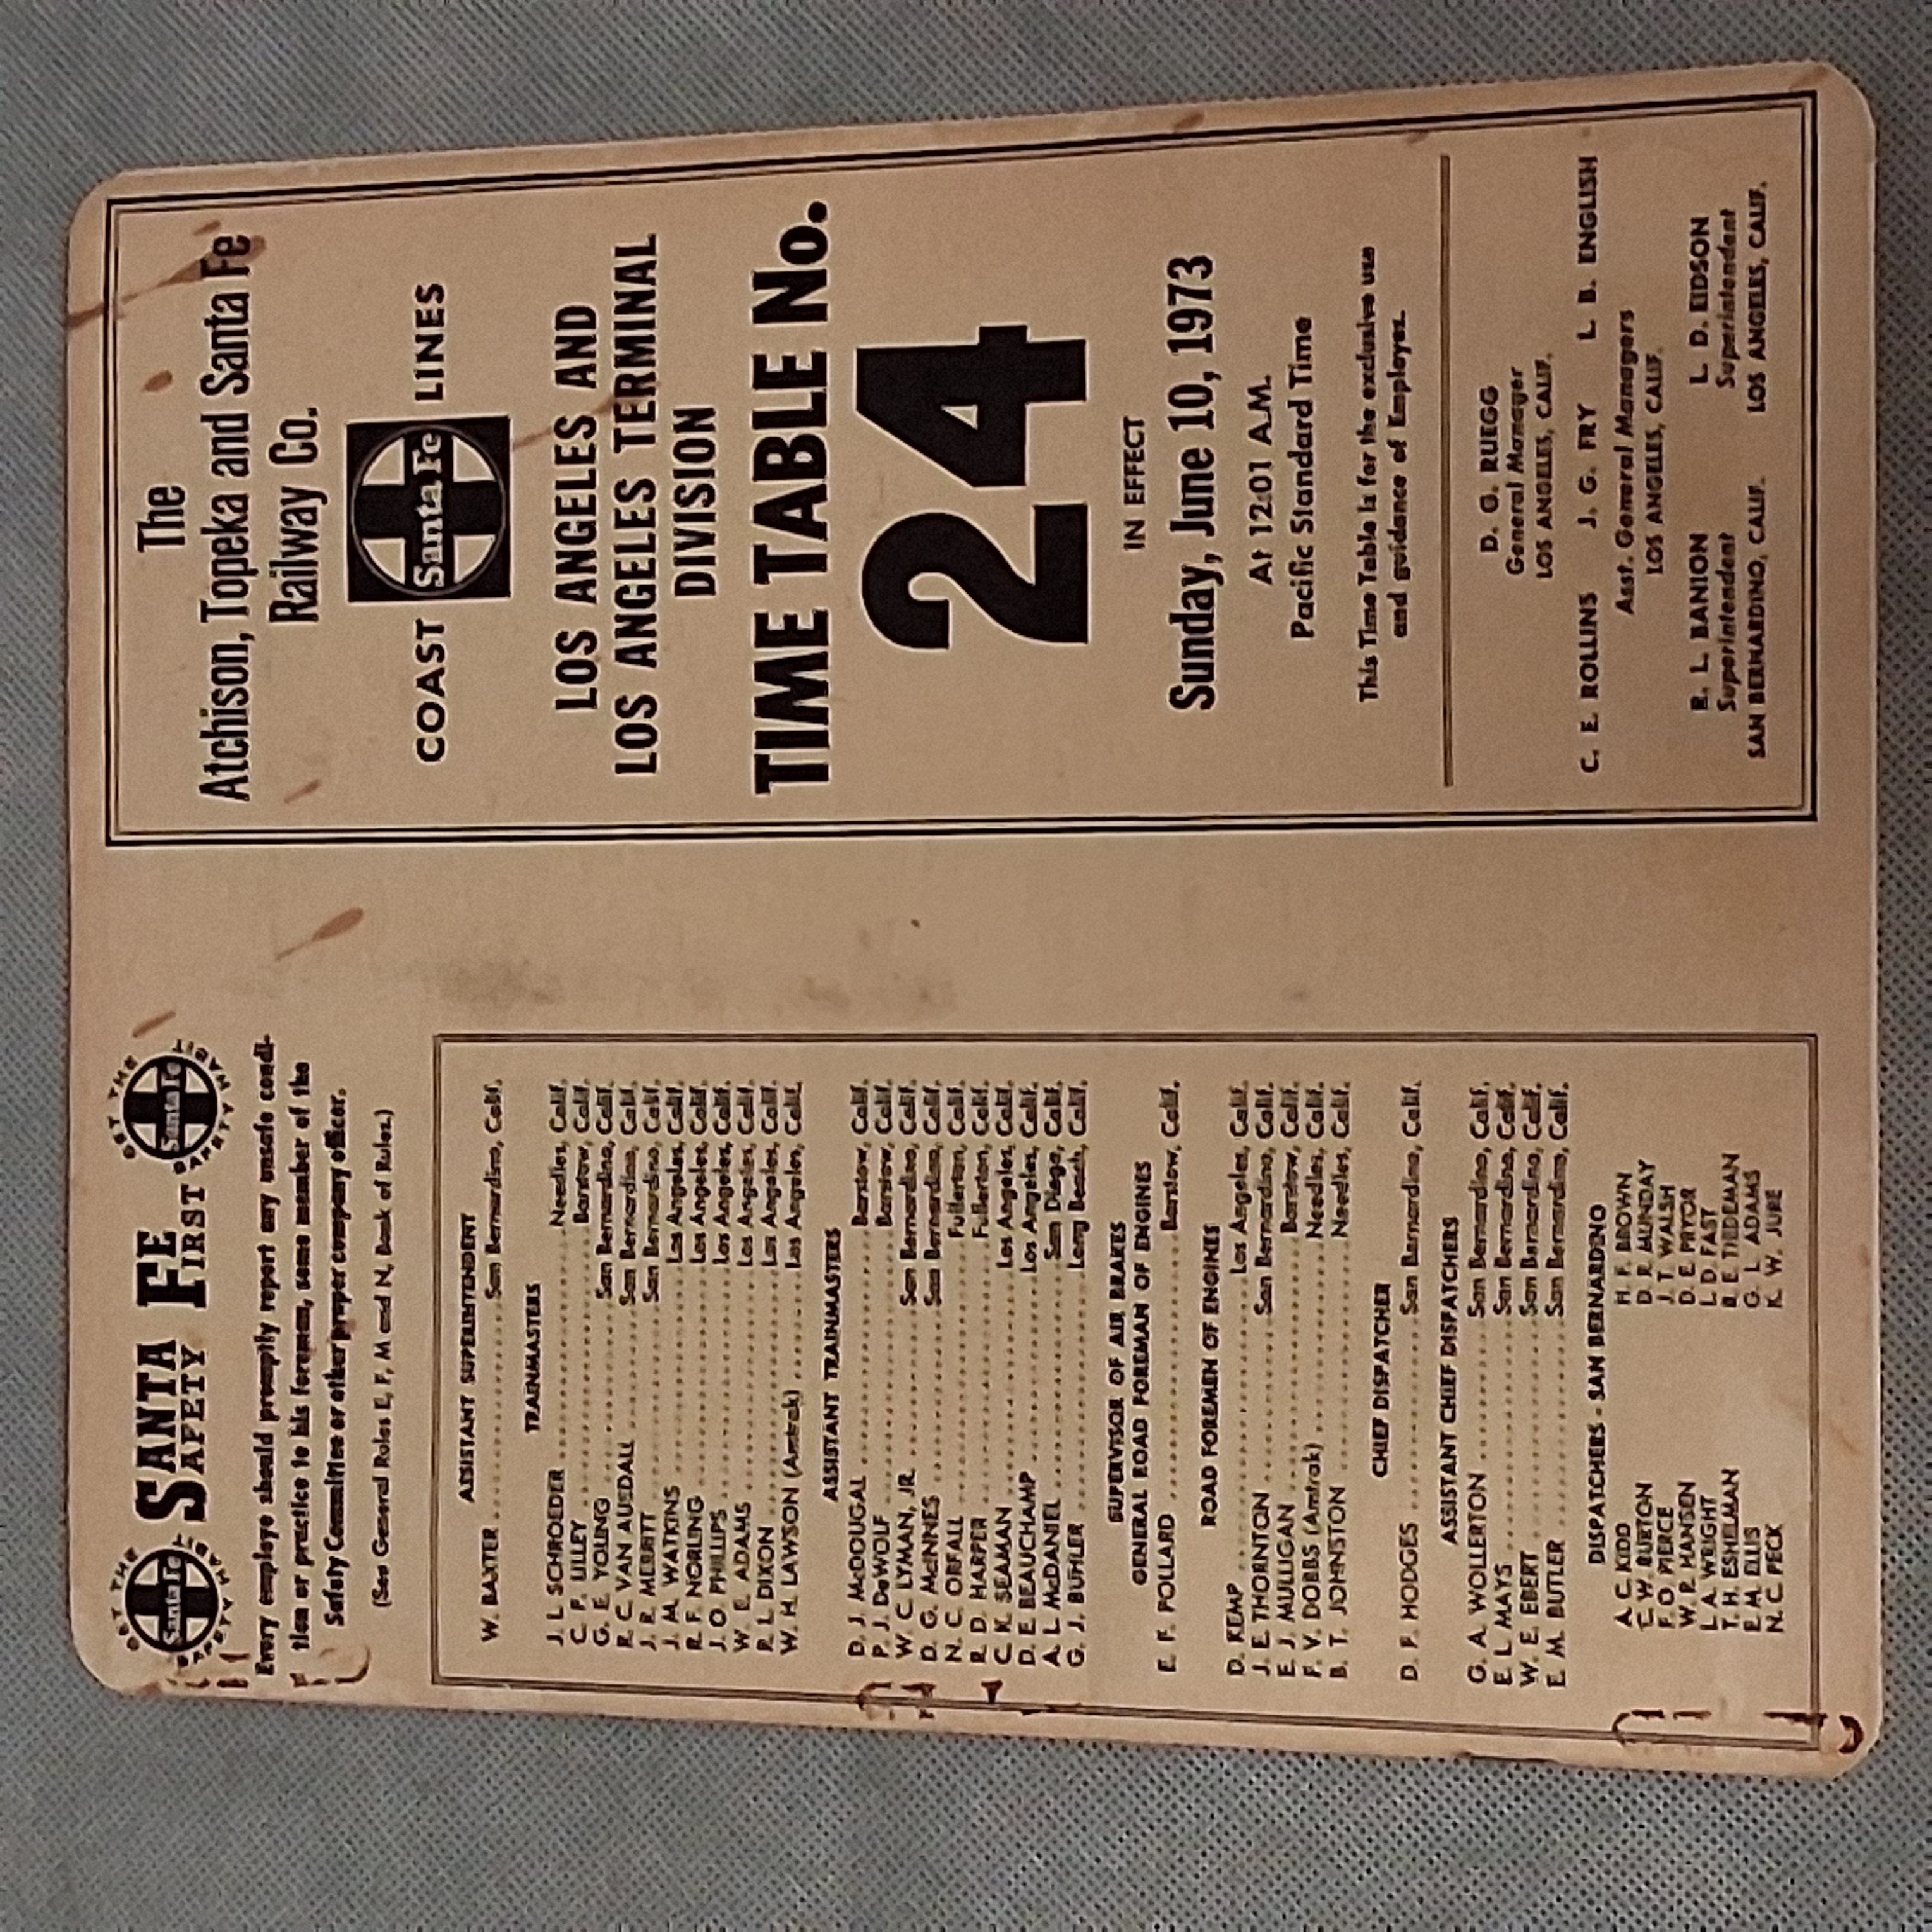 GET THE SAFETY HABIT
Santa Fe
SANTA FE
SAFETY FIRST
GET THE SAFETY HABIT
Santa Fe
Every employe should promptly report any unsafe condi-
tion or practice to his foreman, some member of the
Safety Committee or other proper company officer.
(See General Rules E, F, M and N, Book of Rules.)
ASSISTANT SUPERINTENDENT
W. BAXTER ........ San Bernardino, Calif.
TRAINMASTERS
J. L. SCHROEDER ........ Needles, Calif.
C. F. LILLEY ........ Barstow, Calif.
G. E. YOUNG ........ San Bernardino, Calif.
R. C. VAN AUSDALL ........ San Bernardino, Calif.
J. R. MERRITT ........ San Bernardino, Calif.
J. M. WATKINS ........ Los Angeles, Calif.
R. F. NORLING ........ Los Angeles, Calif.
J. O. PHILLIPS ........ Los Angeles, Calif.
W. E. ADAMS ........ Los Angeles, Calif.
R. L. DIXON ........ Los Angeles, Calif.
W. H. LAWSON (Amtrak) ........ Los Angeles, Calif.
ASSISTANT TRAINMASTERS
D. J. McDOUGAL ........ Barstow, Calif.
P. J. DeWOLF ........ Barstow, Calif.
W. C. LYMAN, JR. ........ San Bernardino, Calif.
D. G. McINNES ........ San Bernardino, Calif.
N. C. ORFALL ........ Fullerton, Calif.
R. D. HARPER ........ Fullerton, Calif.
C. K. SEAMAN ........ Los Angeles, Calif.
D. E. BEAUCHAMP ........ Los Angeles, Calif.
A. L. McDANIEL ........ San Diego, Calif.
G. J. BUHLER ........ Long Beach, Calif.
SUPERVISOR OF AIR BRAKES
GENERAL ROAD FOREMAN OF ENGINES
E. F. POLLARD ........ Barstow, Calif.
ROAD FOREMEN OF ENGINES
D. KEMP ........ Los Angeles, Calif.
J. E. THORNTON ........ San Bernardino, Calif.
E. J. MULLIGAN ........ Barstow, Calif.
F. V. DOBBS (Amtrak) ........ Needles, Calif.
B. T. JOHNSTON ........ Needles, Calif.
CHIEF DISPATCHER
D. F. HODGES ........ San Bernardino, Calif.
ASSISTANT CHIEF DISPATCHERS
G. A. WOLLERTON ........ San Bernardino, Calif.
E. L. MAYS ........ San Bernardino, Calif.
W. E. EBERT ........ San Bernardino, Calif.
E. M. BUTLER ........ San Bernardino, Calif.
DISPATCHERS - SAN BERNARDINO
A. C. KIDD H. F. BROWN
C. W. RUETON D. R. MUNDAY
F. O. PIERCE J. T. WALSH
W. R. HANSEN D. E. PRYOR
L. A. WRIGHT L. D. FAST
T. H. ESHELMAN R. E. TIEDEMAN
E. M. ELLIS G. L. ADAMS
N. C. PECK K. W. JURE
The
Atchison, Topeka and Santa Fe
Railway Co.
COAST Santa Fe LINES
LOS ANGELES AND
LOS ANGELES TERMINAL
DIVISION
TIME TABLE No.
24
IN EFFECT
Sunday, June 10, 1973
At 12:01 A.M.
Pacific Standard Time
This Time Table is for the exclusive use
and guidance of Employes.
D. G. RUEGG
General Manager
LOS ANGELES, CALIF.
C. E. ROLLINS J. G. FRY L. B. ENGLISH
Asst. General Managers
LOS ANGELES, CALIF.
R. L. BANION L. D. EIDSON
Superintendent Superintendent
SAN BERNARDINO, CALIF. LOS ANGELES, CALIF.